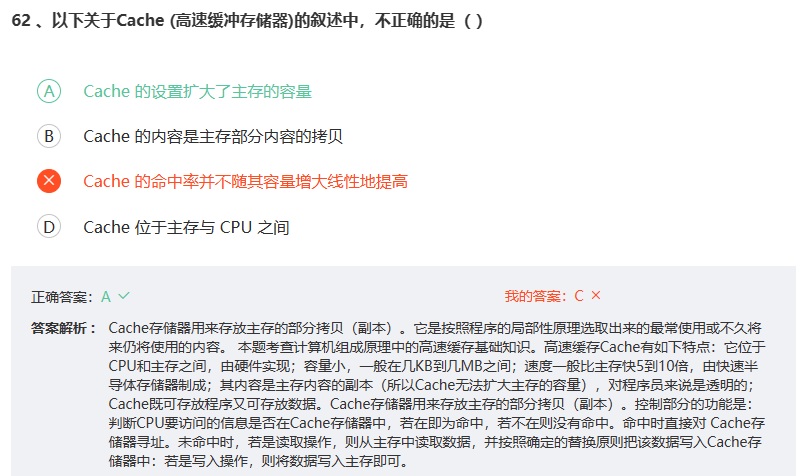 62 、以下关于Cache (高速缓冲存储器)的叙述中，不正确的是（ ）
A Cache 的设置扩大了主存的容量
B Cache 的内容是主存部分内容的拷贝
Cache 的命中率并不随其容量增大线性地提高
D Cache 位于主存与 CPU 之间
正确答案：A 我的答案：C
答案解析： Cache存储器用来存放主存的部分拷贝（副本）。它是按照程序的局部性原理选取出来的最常使用或不久将
来仍将使用的内容。 本题考查计算机组成原理中的高速缓存基础知识。高速缓存Cache有如下特点：它位于
CPU和主存之间，由硬件实现；容量小，一般在几KB到几MB之间；速度一般比主存快5到10倍，由快速半
导体存储器制成；其内容是主存内容的副本（所以Cache无法扩大主存的容量），对程序员来说是透明的；
Cache既可存放程序又可存放数据。Cache存储器用来存放主存的部分拷贝（副本）。控制部分的功能是：
判断CPU要访问的信息是否在Cache存储器中，若在即为命中，若不在则没有命中。命中时直接对 Cache存
储器寻址。未命中时，若是读取操作，则从主存中读取数据，并按照确定的替换原则把该数据写入Cache存
储器中：若是写入操作，则将数据写入主存即可。